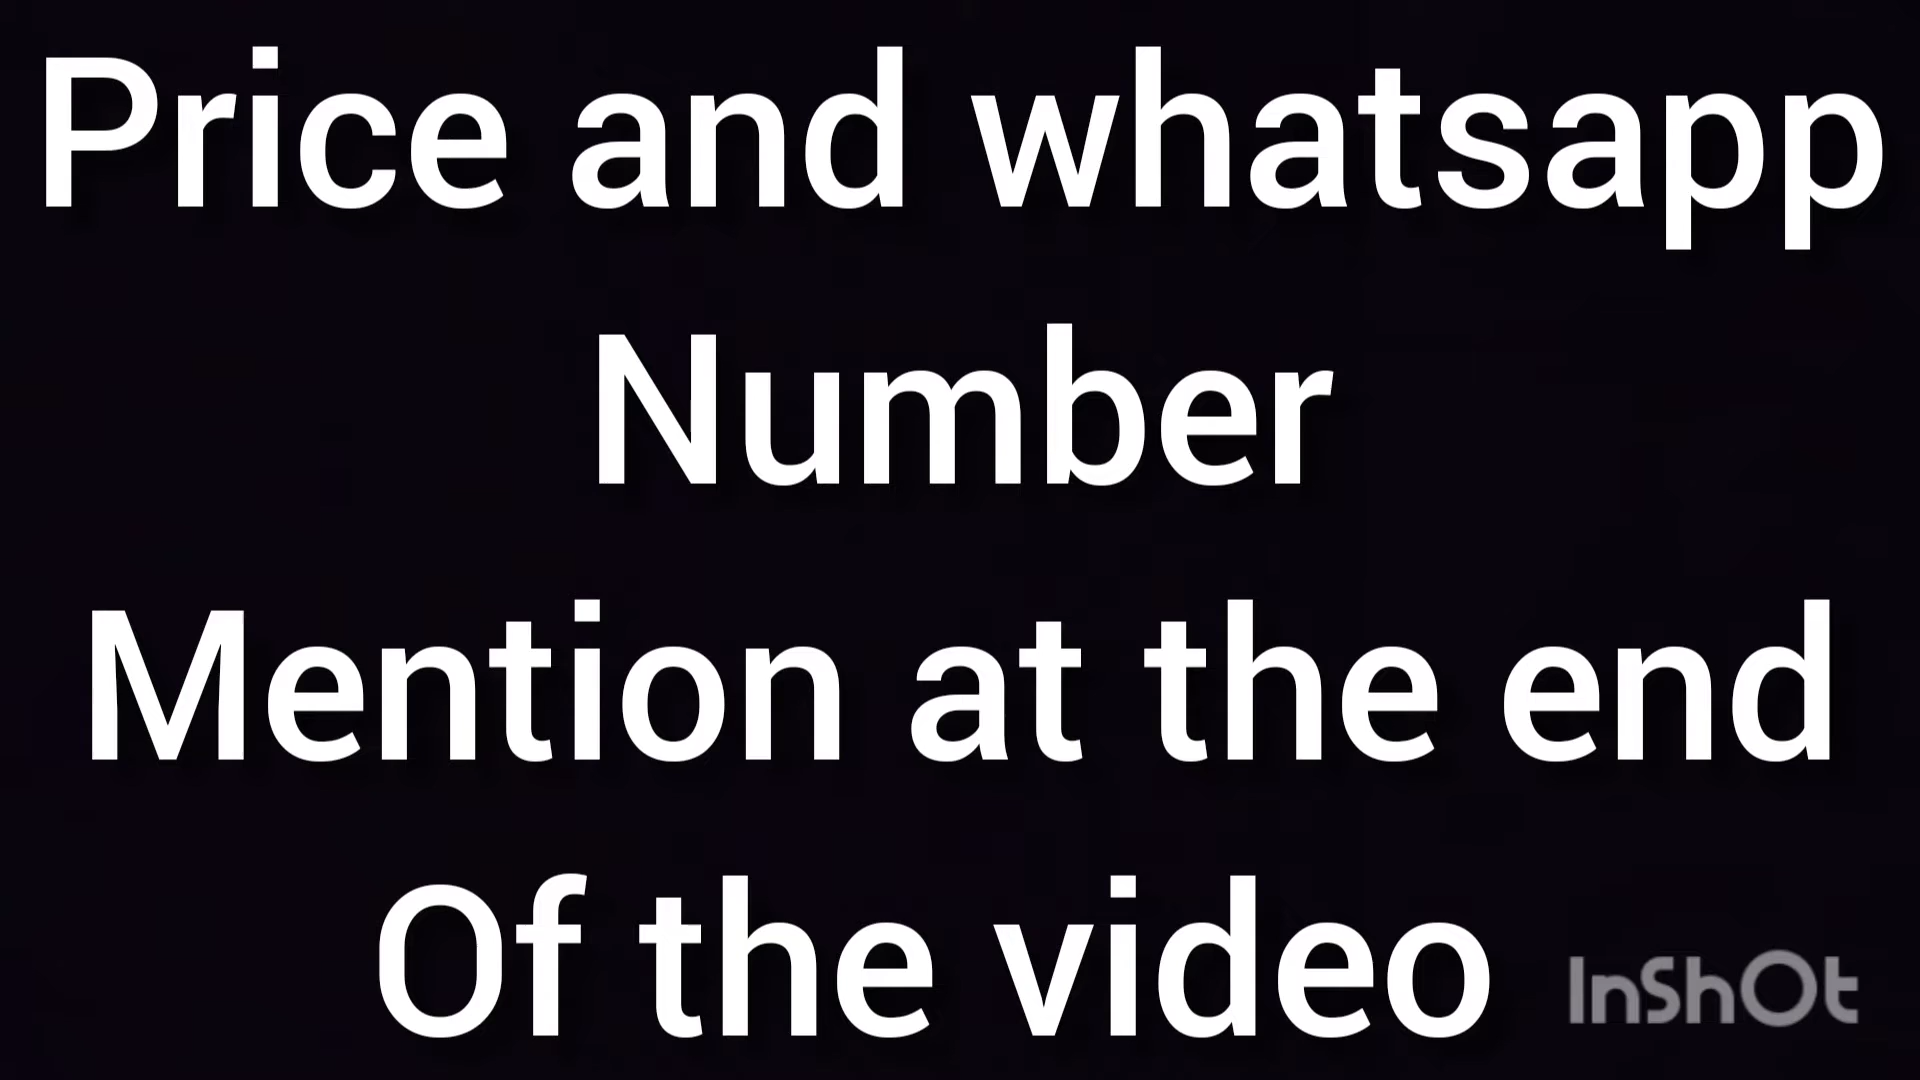 Price and whatsapp
Number
Mention at the end
Of the video
InShOt